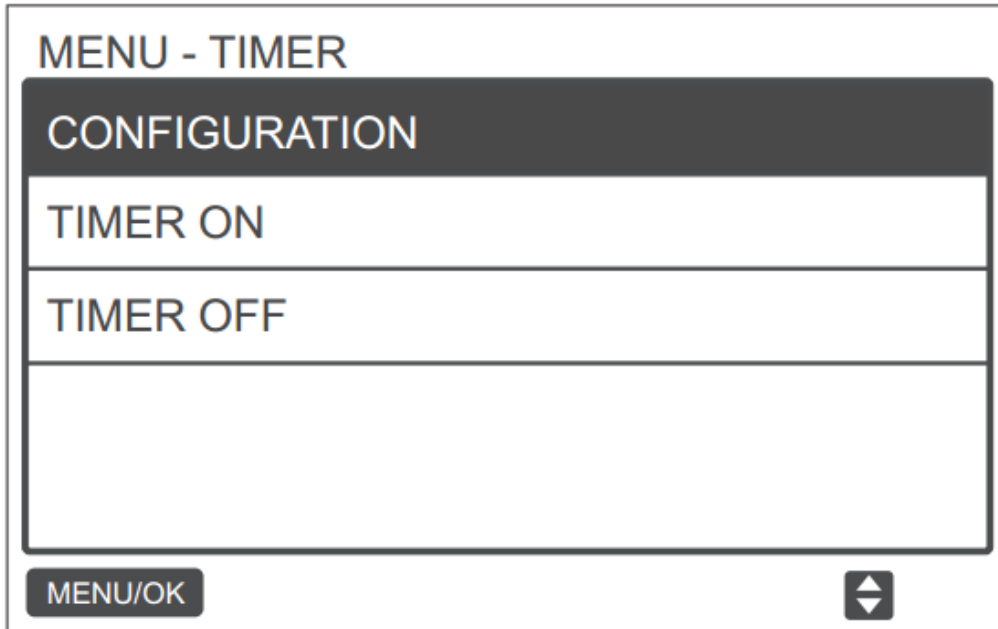 MENU - TIMER
CONFIGURATION
TIMER ON
TIMER OFF
MENU/OK